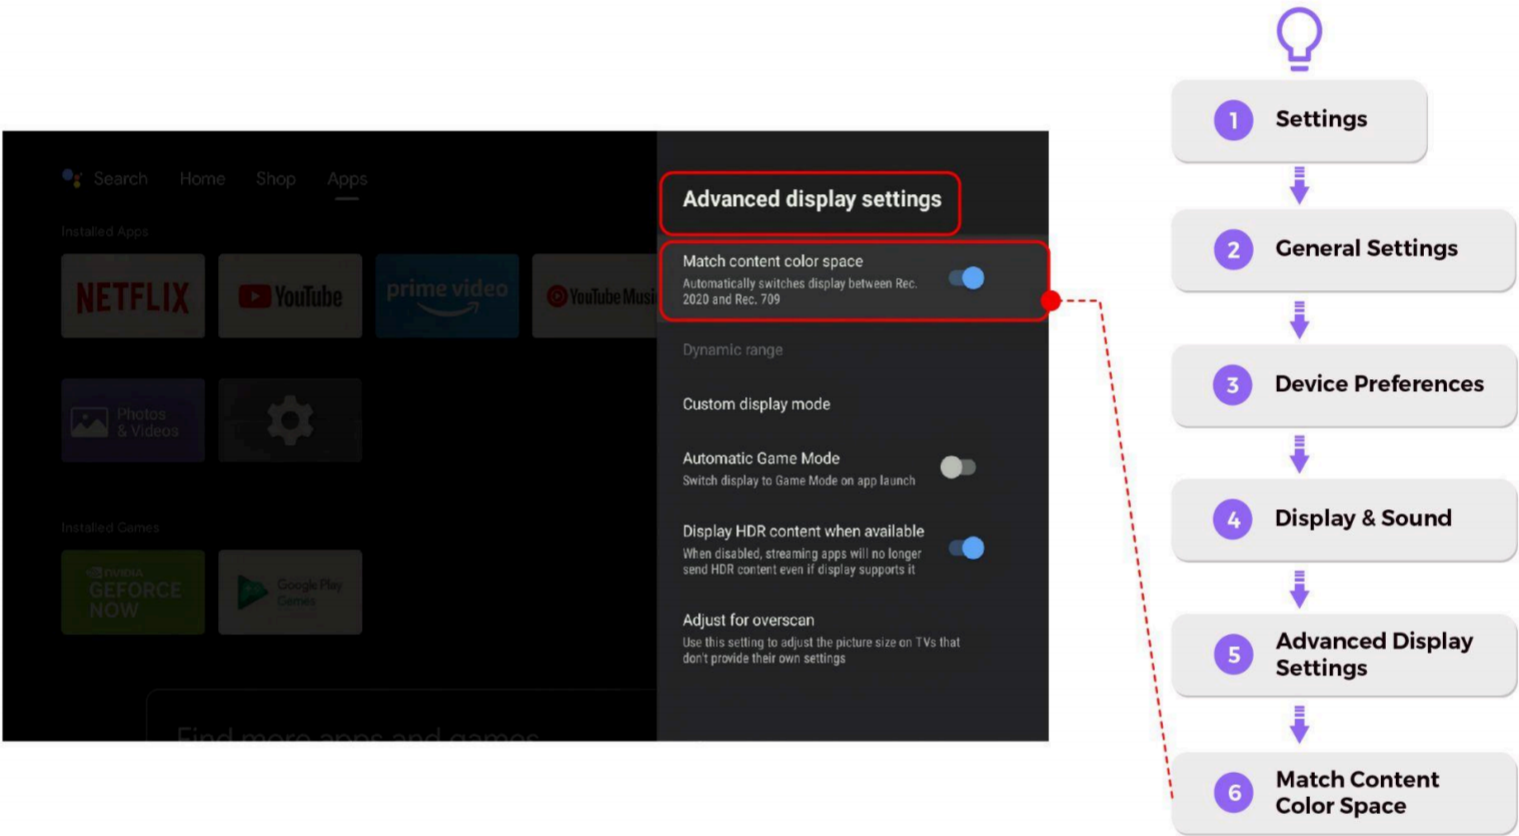 Search Home Shop Apps
Installed Apps
NETFLIX
YouTube
prime video
YouTube Musi
Photos
& Videos
Installed Games
NVIDIA
GEFORCE
NOW
Google Play
Games
Find more apps and games
Advanced display settings
Match content color space
Automatically switches display between Rec.
2020 and Rec. 709
Dynamic range
Custom display mode
Automatic Game Mode
Switch display to Game Mode on app launch
Display HDR content when available
When disabled, streaming apps will no longer
send HDR content even if display supports it
Adjust for overscan
Use this setting to adjust the picture size on TVs that
don't provide their own settings
1 Settings
2 General Settings
3 Device Preferences
4 Display & Sound
5 Advanced Display
Settings
6 Match Content
Color Space